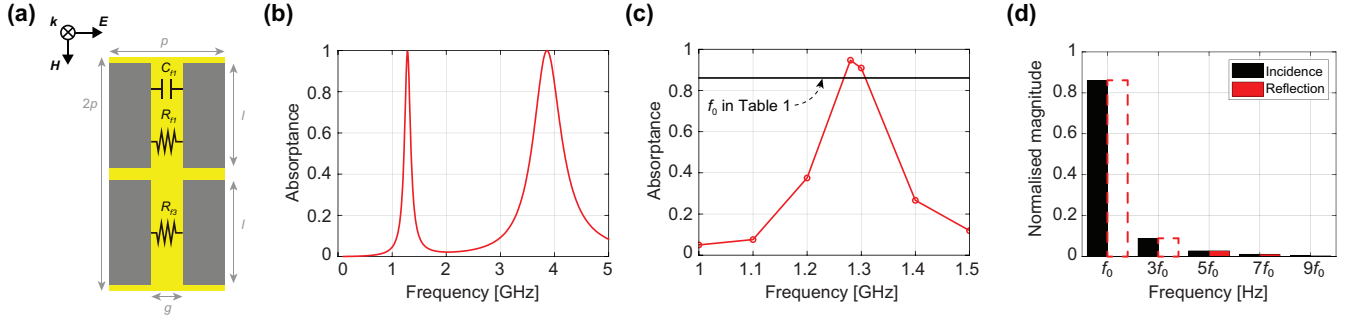 (a)
k
E
H
p
2p
C_f1
R_f1
l
R_f3
l
g
(b)
Absorptance
1
0.8
0.6
0.4
0.2
0
0 1 2 3 4 5
Frequency [GHz]
(c)
Absorptance
1
0.8
0.6
0.4
0.2
0
f_0 in Table 1
1 1.1 1.2 1.3 1.4 1.5
Frequency [GHz]
(d)
Normalised magnitude
1
0.8
0.6
0.4
0.2
0
Incidence
Reflection
f_0 3f_0 5f_0 7f_0 9f_0
Frequency [Hz]